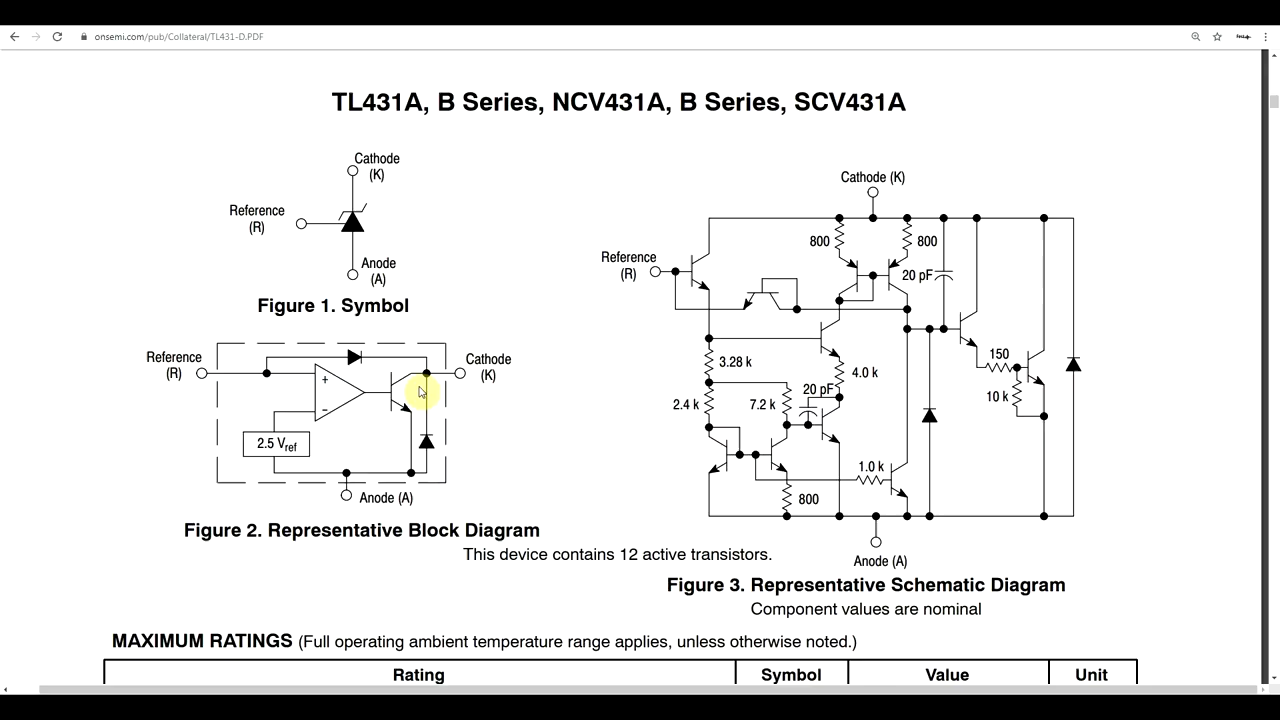 onsemi.com/pub/Collateral/TL431-D.PDF
TL431A, B Series, NCV431A, B Series, SCV431A
Cathode
(K)
Reference
(R)
Anode
(A)
Figure 1. Symbol
Reference
(R)
Cathode
(K)
+
–
2.5 Vref
Anode (A)
Figure 2. Representative Block Diagram
Cathode (K)
800
800
Reference
(R)
20 pF
3.28 k
150
4.0 k
20 pF
10 k
2.4 k
7.2 k
1.0 k
800
Anode (A)
This device contains 12 active transistors.
Figure 3. Representative Schematic Diagram
Component values are nominal
MAXIMUM RATINGS (Full operating ambient temperature range applies, unless otherwise noted.)
Rating Symbol Value Unit